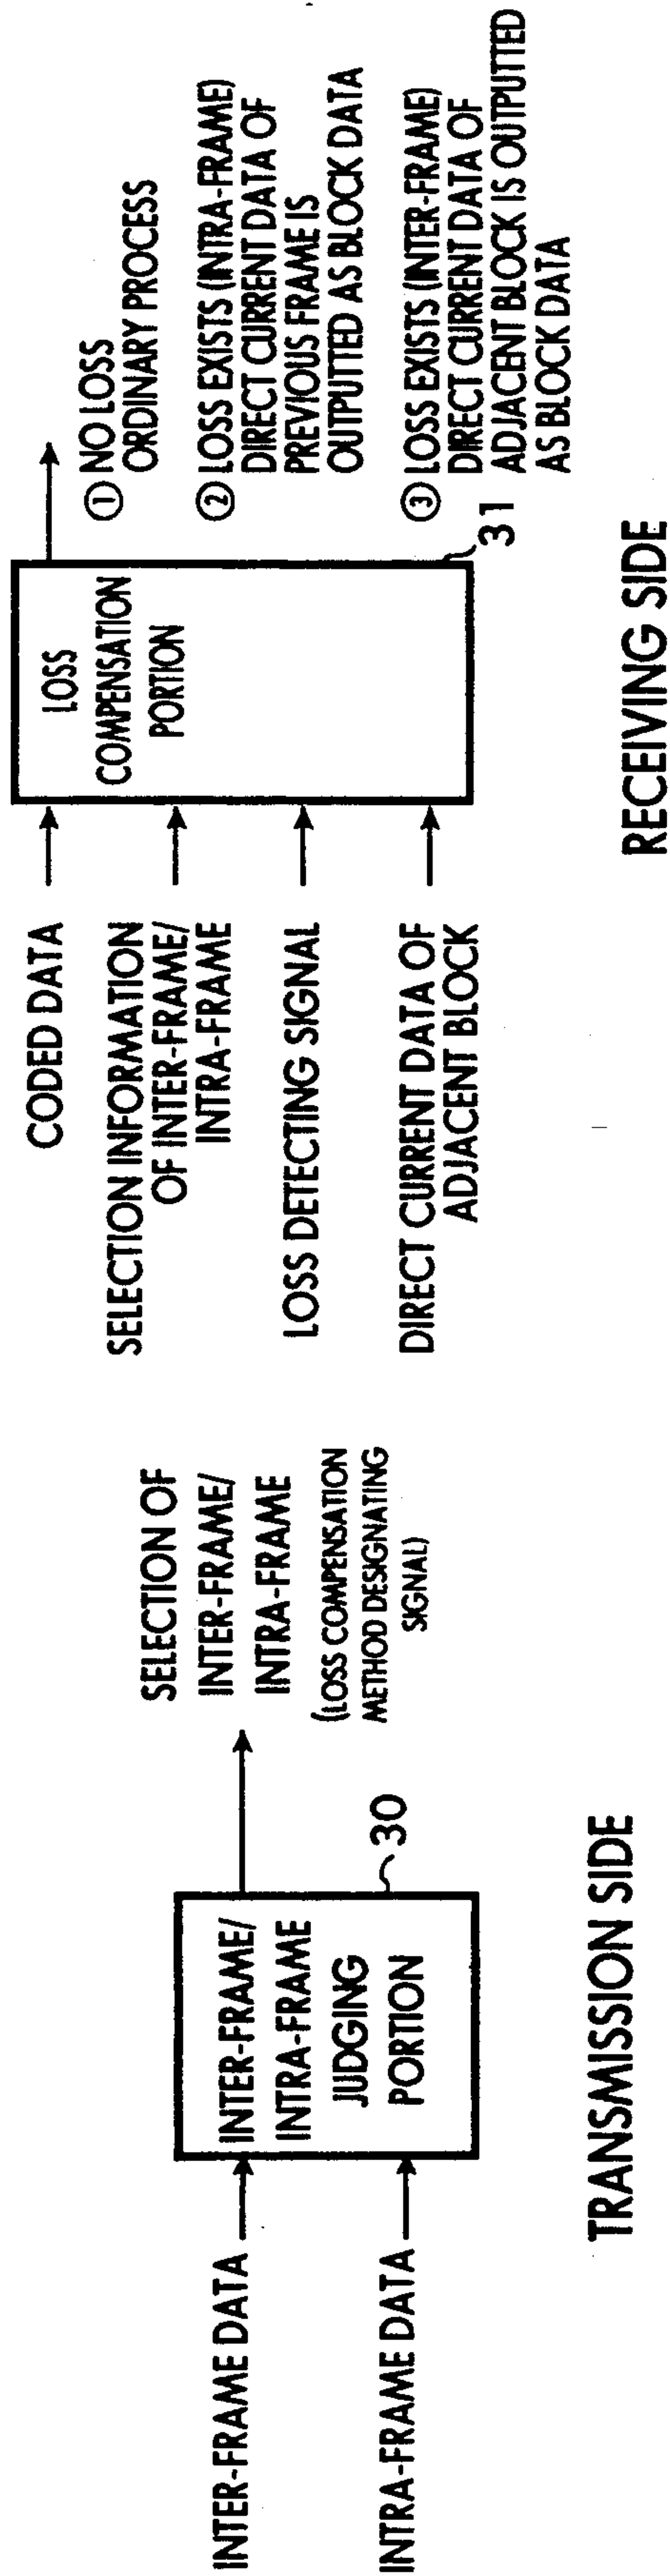 INTER-FRAME DATA
INTRA-FRAME DATA
INTER-FRAME/
INTRA-FRAME
JUDGING
PORTION
30
SELECTION OF
INTER-FRAME/
INTRA-FRAME
(LOSS COMPENSATION
METHOD DESIGNATING
SIGNAL)
TRANSMISSION SIDE
CODED DATA
SELECTION INFORMATION
OF INTER-FRAME/
INTRA-FRAME
LOSS DETECTING SIGNAL
DIRECT CURRENT DATA OF
ADJACENT BLOCK
LOSS
COMPENSATION
PORTION
31
① NO LOSS
ORDINARY PROCESS
② LOSS EXISTS (INTRA-FRAME)
DIRECT CURRENT DATA OF
PREVIOUS FRAME IS
OUTPUTTED AS BLOCK DATA
③ LOSS EXISTS (INTER-FRAME)
DIRECT CURRENT DATA OF
ADJACENT BLOCK IS OUTPUTTED
AS BLOCK DATA
RECEIVING SIDE